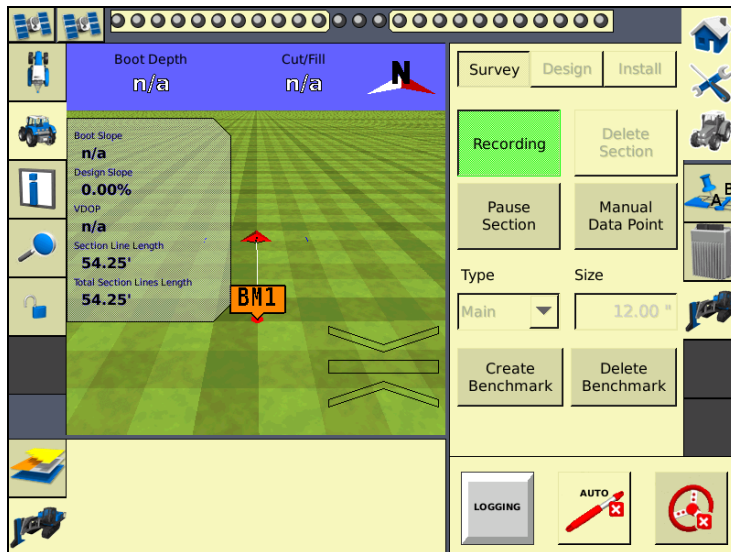 Boot Depth
n/a
Cut/Fill
n/a
N
Boot Slope
n/a
Design Slope
0.00%
VDOP
n/a
Section Line Length
54.25'
Total Section Lines Length
54.25'
BM1
Survey
Design
Install
Recording
Delete
Section
Pause
Section
Manual
Data Point
Type
Size
Main
12.00 "
Create
Benchmark
Delete
Benchmark
A
B
LOGGING
AUTO